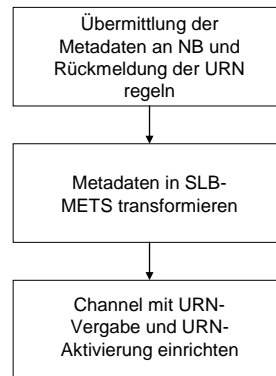 Übermittlung der
Metadaten an NB und
Rückmeldung der URN
regeln
Metadaten in SLB-
METS transformieren
Channel mit URN-
Vergabe und URN-
Aktivierung einrichten